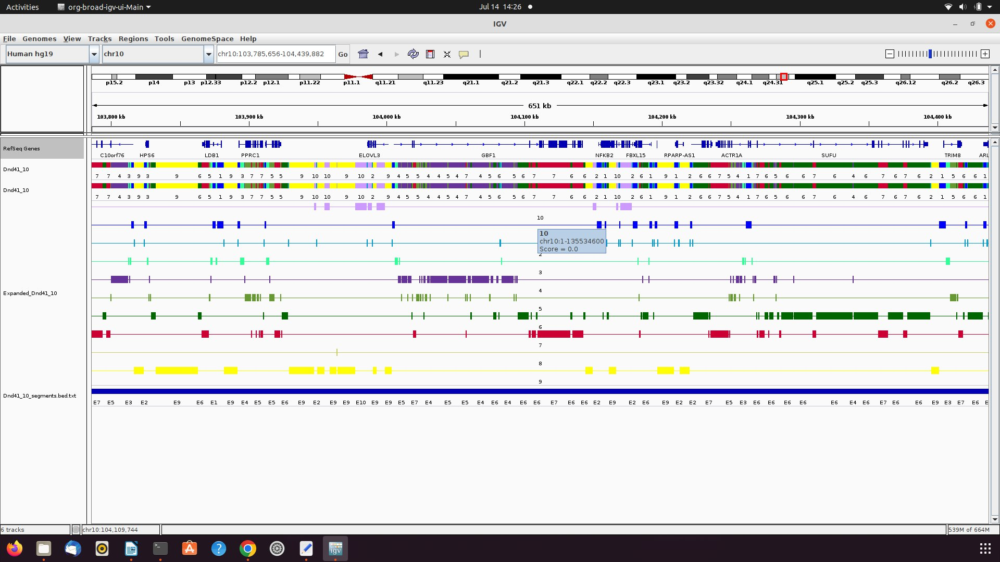 Activities org-broad-igv-ui-Main Jul 14 14:26
IGV
File Genomes View Tracks Regions Tools GenomeSpace Help
Human hg19 chr10 chr10:103,785,656-104,439,882 Go
p15.2 p14 p13 p12.33 p12.2 p12.1 p11.22 p11.1 q11.21 q11.23 q21.1 q21.2 q21.3 q22.1 q22.2 q22.3 q23.1 q23.2 q23.32 q24.1 q24.31 q25.1 q25.2 q25.3 q26.12 q26.2 q26.3
651 kb
103,800 kb 103,900 kb 104,000 kb 104,100 kb 104,200 kb 104,300 kb 104,400 kb
RefSeq Genes
C10orf76 HPS6 LDB1 PPRC1 ELOVL3 GBF1 NFKB2 FBXL15 RPARP-AS1 ACTR1A SUFU TRIM8 ARL
Dnd41_10
7 7 4 3 9 3 9 6 5 1 9 3 7 7 5 5 9 10 10 9 10 2 9 4 5 5 4 4 5 4 7 4 5 6 5 6 7 7 6 6 2 1 10 2 6 1 9 1 2 6 6 7 5 4 1 7 6 5 6 6 7 6 4 6 7 6 7 6 2 1 5 6 6 1
Dnd41_10
7 7 4 3 9 3 9 6 5 1 9 3 7 7 5 5 9 10 10 9 10 2 9 4 5 5 4 4 5 4 7 4 5 6 5 6 7 7 6 6 2 1 10 2 6 1 9 1 2 6 6 7 5 4 1 7 6 5 6 6 7 6 4 6 7 6 7 6 2 1 5 6 6 1
10
10
chr10:1-135534600
Score = 0.0
2
3
4
Expanded_Dnd41_10
5
6
7
8
9
Dnd41_10_segments.bed.txt
E7 E5 E3 E2 E9 E6 E1 E9 E4 E5 E5 E6 E9 E2 E9 E9 E10 E9 E9 E5 E7 E4 E5 E5 E4 E6 E4 E6 E6 E7 E6 E6 E2 E9 E2 E6 E9 E2 E2 E7 E5 E3 E6 E5 E6 E6 E6 E4 E6 E7 E6 E6 E9 E3 E7 E6 E
6 tracks chr10:104,109,744 539M of 664M
igv